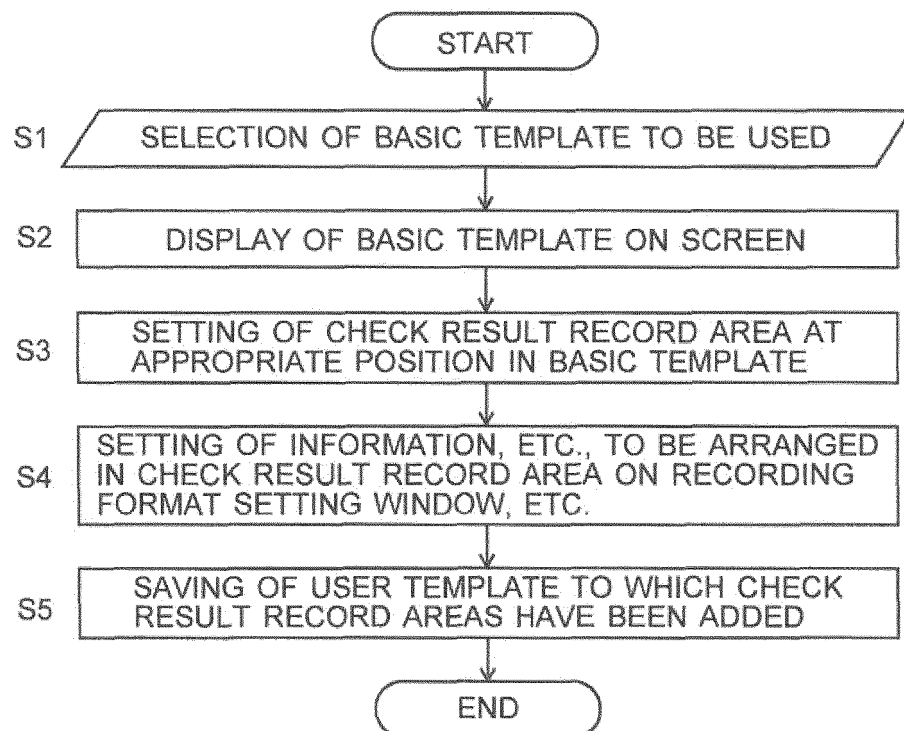 START
S1 SELECTION OF BASIC TEMPLATE TO BE USED
S2 DISPLAY OF BASIC TEMPLATE ON SCREEN
S3 SETTING OF CHECK RESULT RECORD AREA AT
APPROPRIATE POSITION IN BASIC TEMPLATE
S4 SETTING OF INFORMATION, ETC., TO BE ARRANGED
IN CHECK RESULT RECORD AREA ON RECORDING
FORMAT SETTING WINDOW, ETC.
S5 SAVING OF USER TEMPLATE TO WHICH CHECK
RESULT RECORD AREAS HAVE BEEN ADDED
END